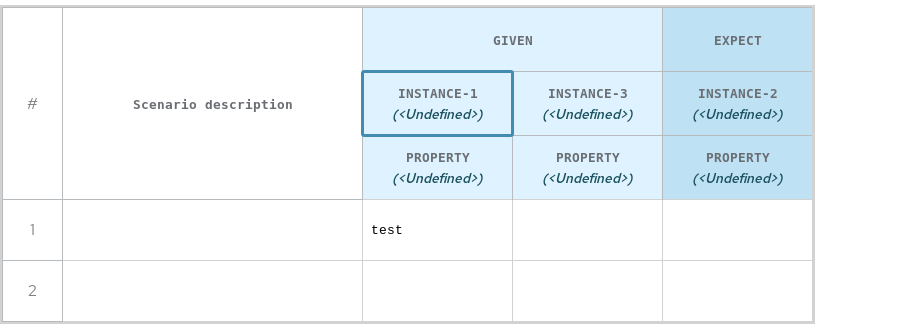 #
Scenario description
GIVEN
EXPECT
INSTANCE-1
(<Undefined>)
INSTANCE-3
(<Undefined>)
INSTANCE-2
(<Undefined>)
PROPERTY
(<Undefined>)
PROPERTY
(<Undefined>)
PROPERTY
(<Undefined>)
1
test
2